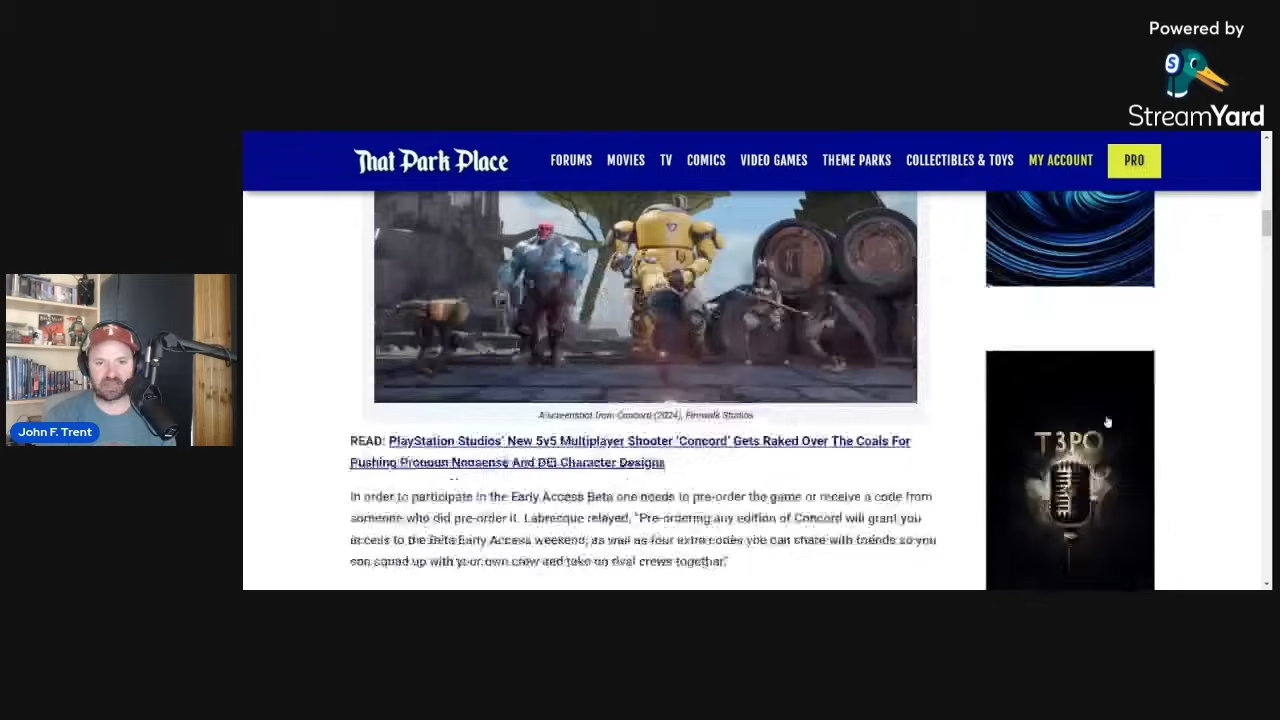 Powered by
StreamYard
That Park Place
FORUMS MOVIES TV COMICS VIDEO GAMES THEME PARKS COLLECTIBLES & TOYS MY ACCOUNT PRO
A screenshot from Concord (2024), Firewalk Studios
READ: PlayStation Studios' New 5v5 Multiplayer Shooter 'Concord' Gets Raked Over The Coals For
Pushing Pronoun Nonsense And DEI Character Designs
In order to participate in the Early Access Beta one needs to pre-order the game or receive a code from
someone who did pre-order it. Labresque relayed, "Pre-ordering any edition of Concord will grant you
access to the Beta Early Access weekend, as well as four extra codes you can share with friends so you
can squad up with your own crew and take on rival crews together."
T3PO
John F. Trent